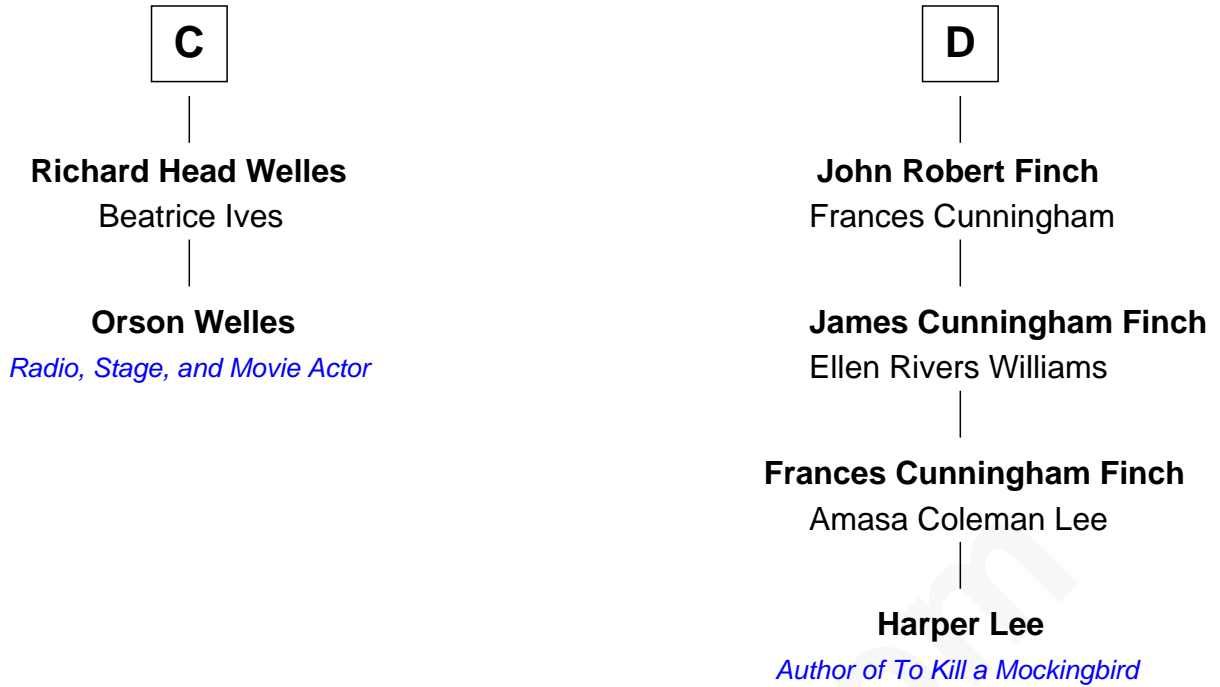 C
Richard Head Welles
Beatrice Ives
Orson Welles
Radio, Stage, and Movie Actor
D
John Robert Finch
Frances Cunningham
James Cunningham Finch
Ellen Rivers Williams
Frances Cunningham Finch
Amasa Coleman Lee
Harper Lee
Author of To Kill a Mockingbird